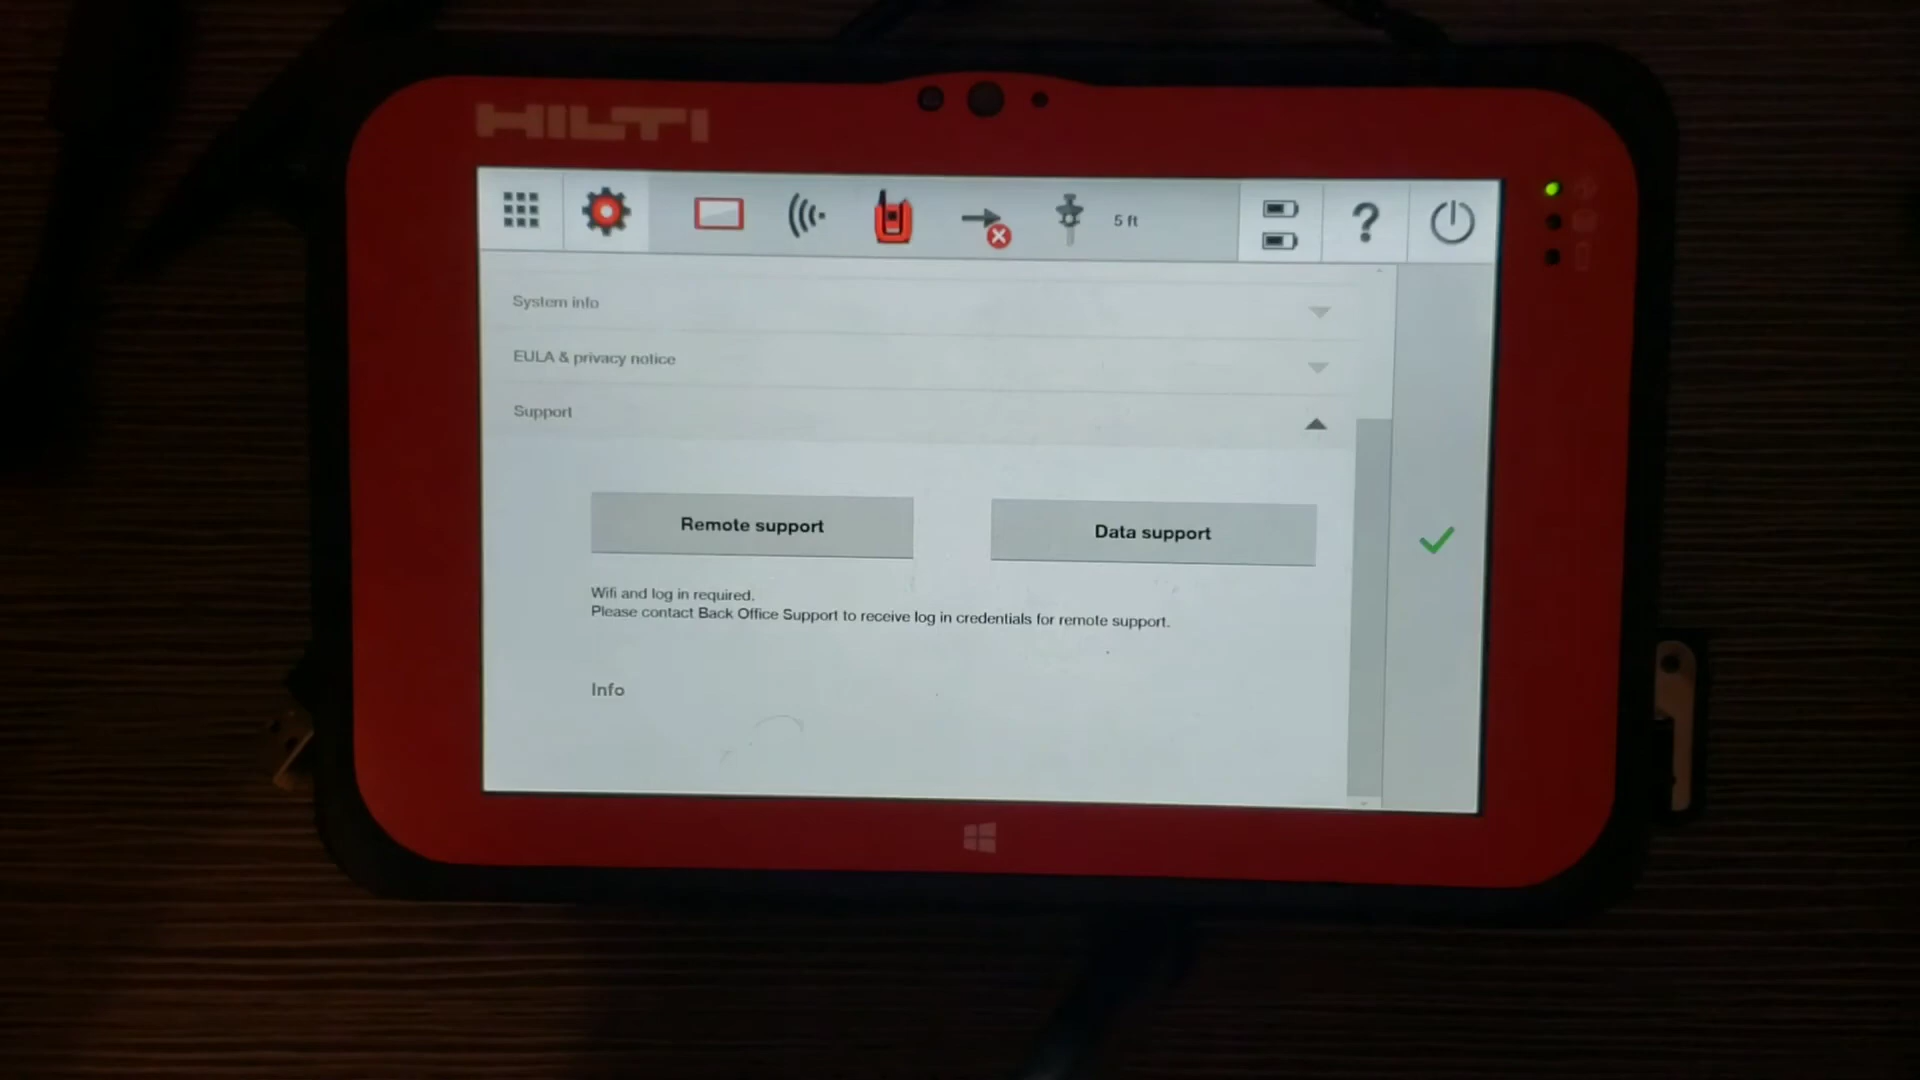 HILTI
5 ft
?
System info
EULA & privacy notice
Support
Remote support
Data support
Wifi and log in required.
Please contact Back Office Support to receive log in credentials for remote support.
Info